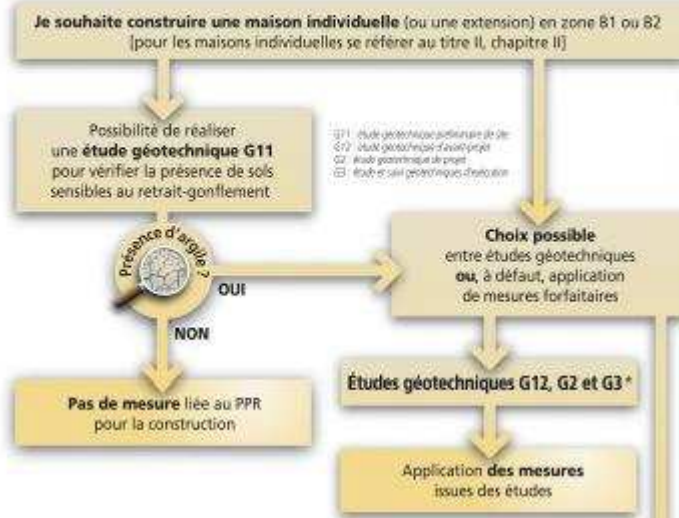 Je souhaite construire une maison individuelle (ou une extension) en zone B1 ou B2
[pour les maisons individuelles se référer au titre II, chapitre II]
Possibilité de réaliser
une étude géotechnique G11
pour vérifier la présence de sols
sensibles au retrait-gonflement
G11 : étude géotechnique préliminaire de site
G12 : étude géotechnique d'avant-projet
G2 : étude géotechnique de projet
G3 : étude et suivi géotechniques d'exécution
Présence d'argile ?
OUI
NON
Choix possible
entre études géotechniques
ou, à défaut, application
de mesures forfaitaires
Pas de mesure liée au PPR
pour la construction
Études géotechniques G12, G2 et G3*
Application des mesures
issues des études